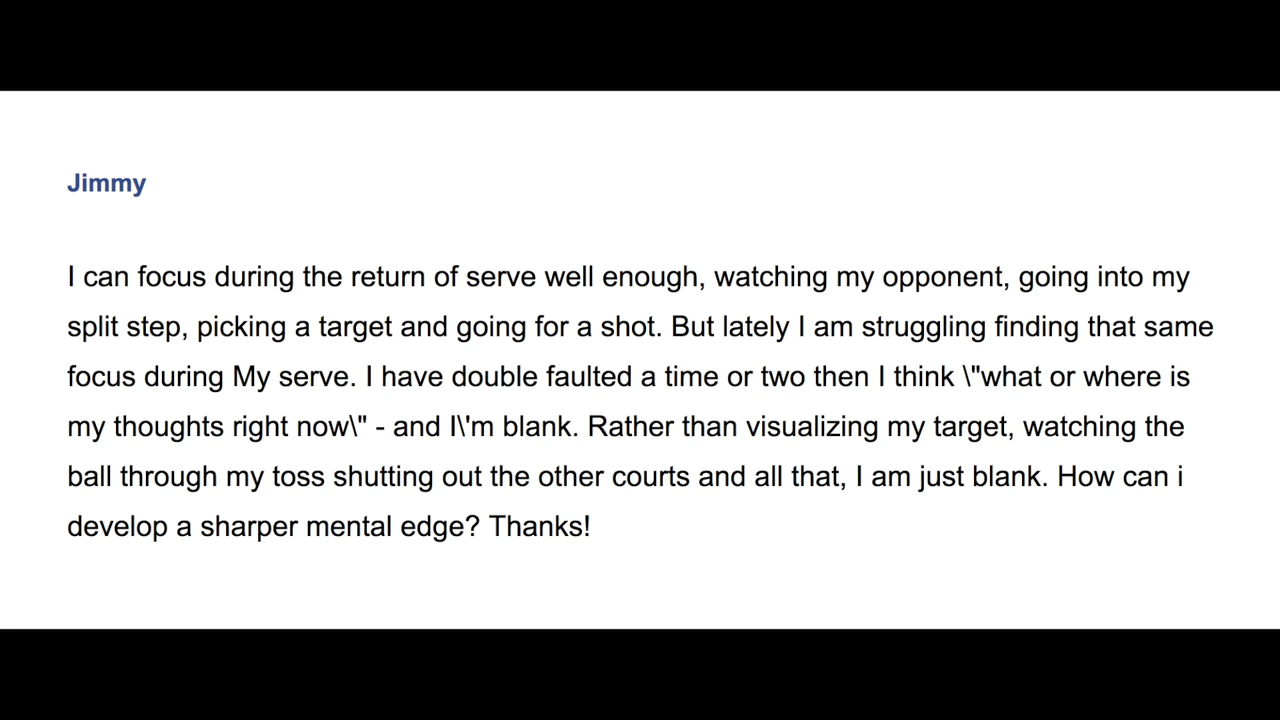 Jimmy
I can focus during the return of serve well enough, watching my opponent, going into my
split step, picking a target and going for a shot. But lately I am struggling finding that same
focus during My serve. I have double faulted a time or two then I think \"what or where is
my thoughts right now\" - and I\'m blank. Rather than visualizing my target, watching the
ball through my toss shutting out the other courts and all that, I am just blank. How can i
develop a sharper mental edge? Thanks!